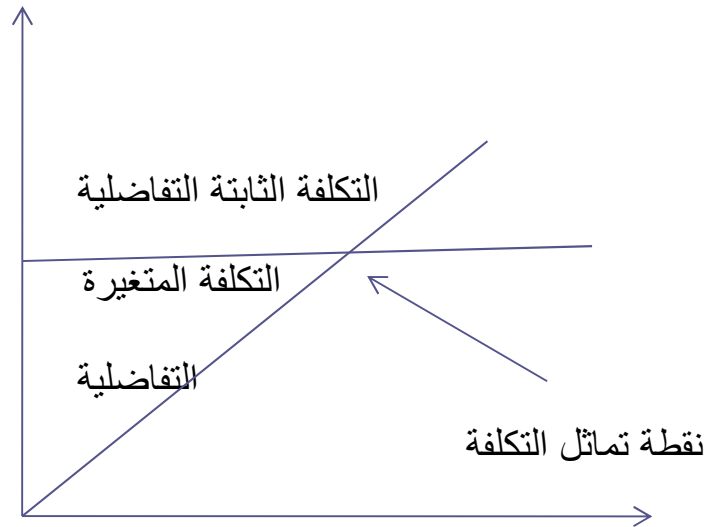 التكلفة الثابتة التفاضلية
التكلفة المتغيرة
التفاضلية
نقطة تماثل التكلفة